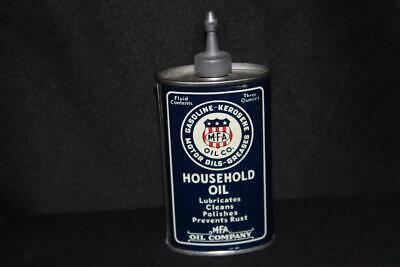 Fluid Contents
Three Ounces
GASOLINE-KEROSENE
MFA
OIL CO.
MOTOR OILS-GREASES
HOUSEHOLD
OIL
Lubricates
Cleans
Polishes
Prevents Rust
MFA
OIL COMPANY